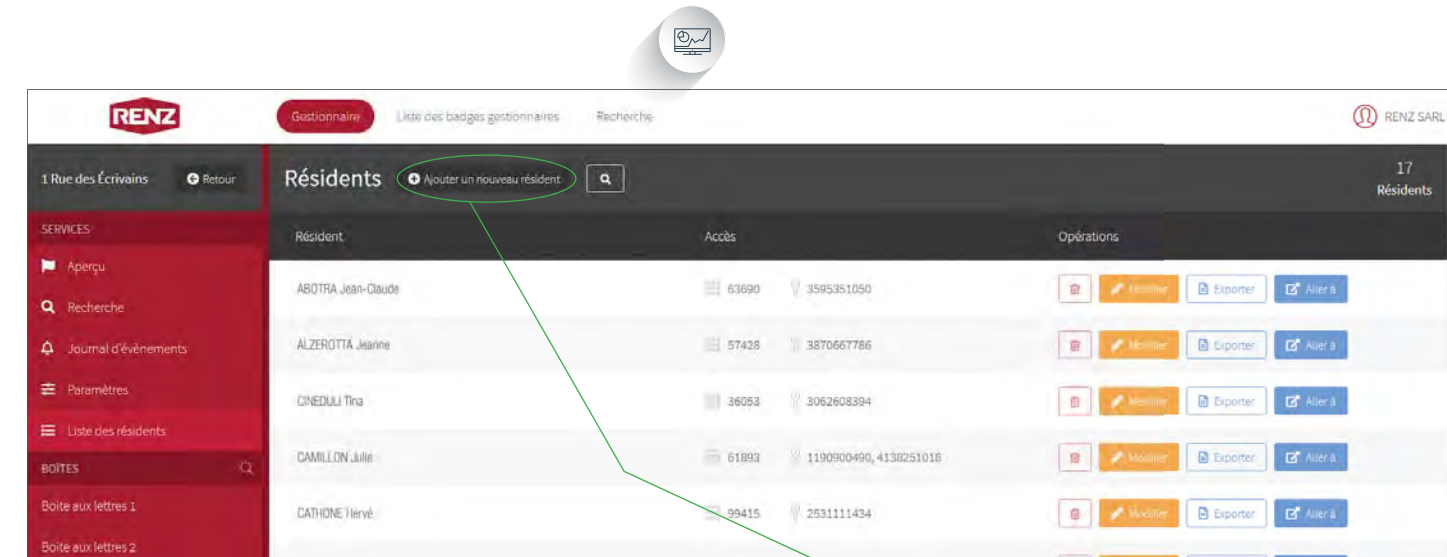 RENZ
Gestionnaire Liste des badges gestionnaires Recherche RENZ SARL
1 Rue des Écrivains Retour Résidents Ajouter un nouveau résident 17
Résidents
SERVICES Résident Accès Opérations
Aperçu
Recherche
Journal d'évènements
Paramètres
Liste des résidents
BOÎTES
Boite aux lettres 1
Boite aux lettres 2
ABOTRA Jean-Claude 63690 3595351050 Modifier Exporter Aller à
ALZEROTTA Jeanne 57428 3870667786 Modifier Exporter Aller à
CINEDULI Tina 36053 3062608394 Modifier Exporter Aller à
CAMILLON Julie 61893 1190900490, 4138251018 Modifier Exporter Aller à
CATHONE Hervé 99415 2531111434 Modifier Exporter Aller à